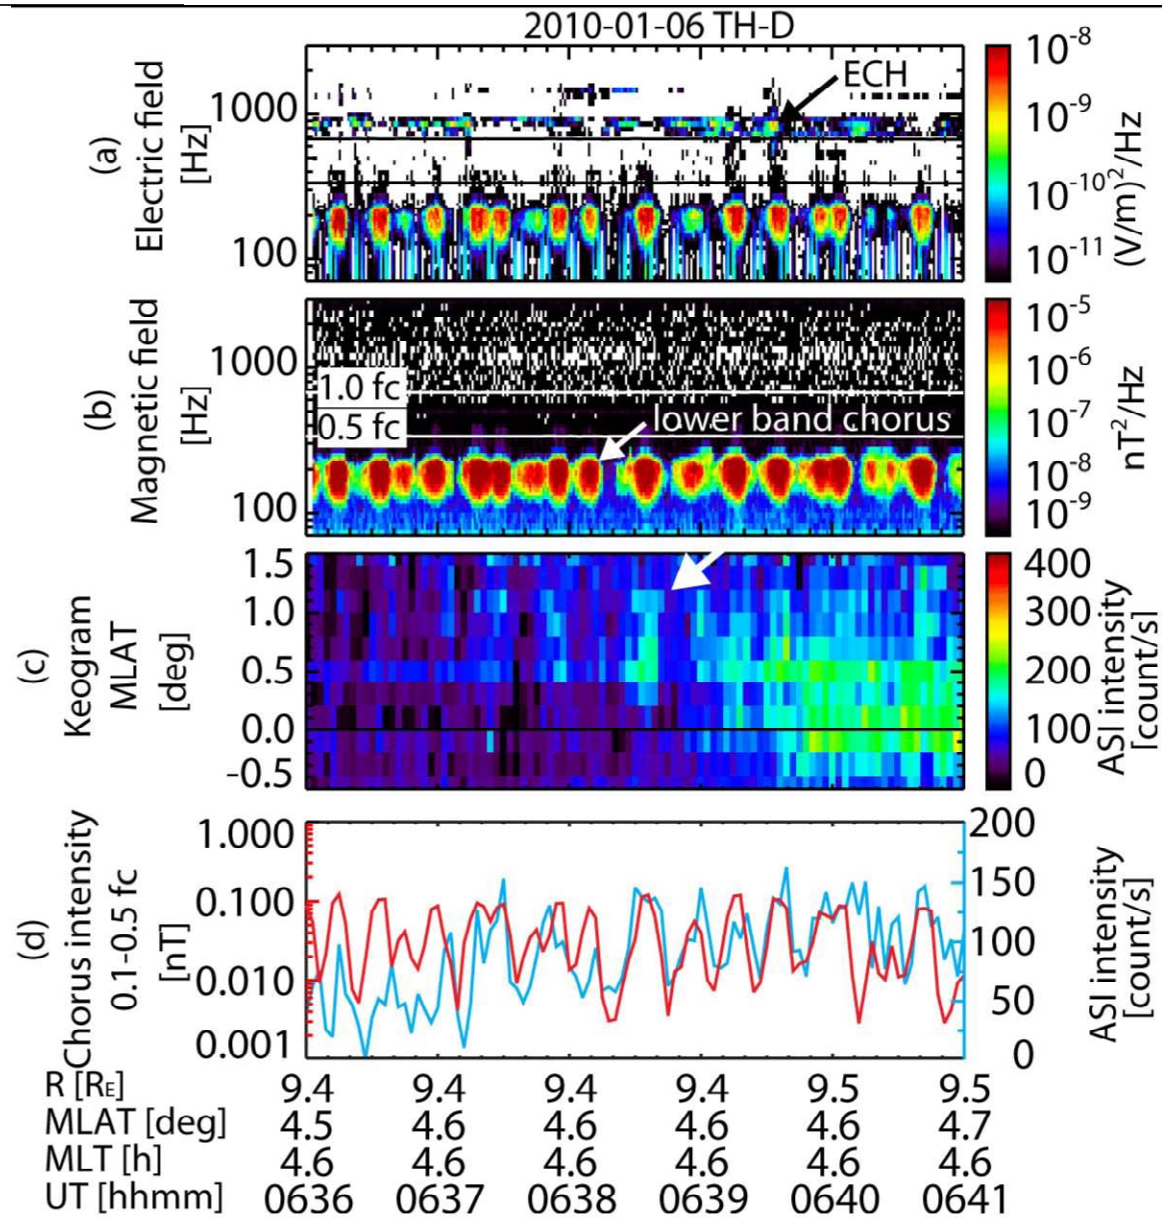 2010-01-06 TH-D
(a)
Electric field
[Hz]
1000
100
ECH
10-8
10-9
10-10
10-11
(V/m)2/Hz
(b)
Magnetic field
[Hz]
1000
100
1.0 fc
0.5 fc
lower band chorus
10-5
10-6
10-7
10-8
10-9
nT2/Hz
(c)
Keogram
MLAT
[deg]
1.5
1.0
0.5
0.0
-0.5
400
300
200
100
0
ASI intensity
[count/s]
(d)
Chorus intensity
0.1-0.5 fc
[nT]
1.000
0.100
0.010
0.001
200
150
100
50
0
ASI intensity
[count/s]
R [RE] 9.4 9.4 9.4 9.4 9.5 9.5
MLAT [deg] 4.5 4.6 4.6 4.6 4.6 4.7
MLT [h] 4.6 4.6 4.6 4.6 4.6 4.6
UT [hhmm] 0636 0637 0638 0639 0640 0641